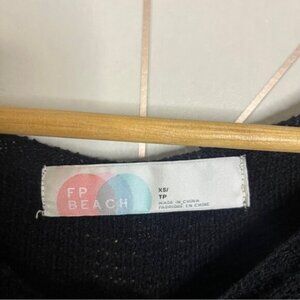 FP
BEACH
XS/
TP
MADE IN CHINA
FABRIQUÉ EN CHINE